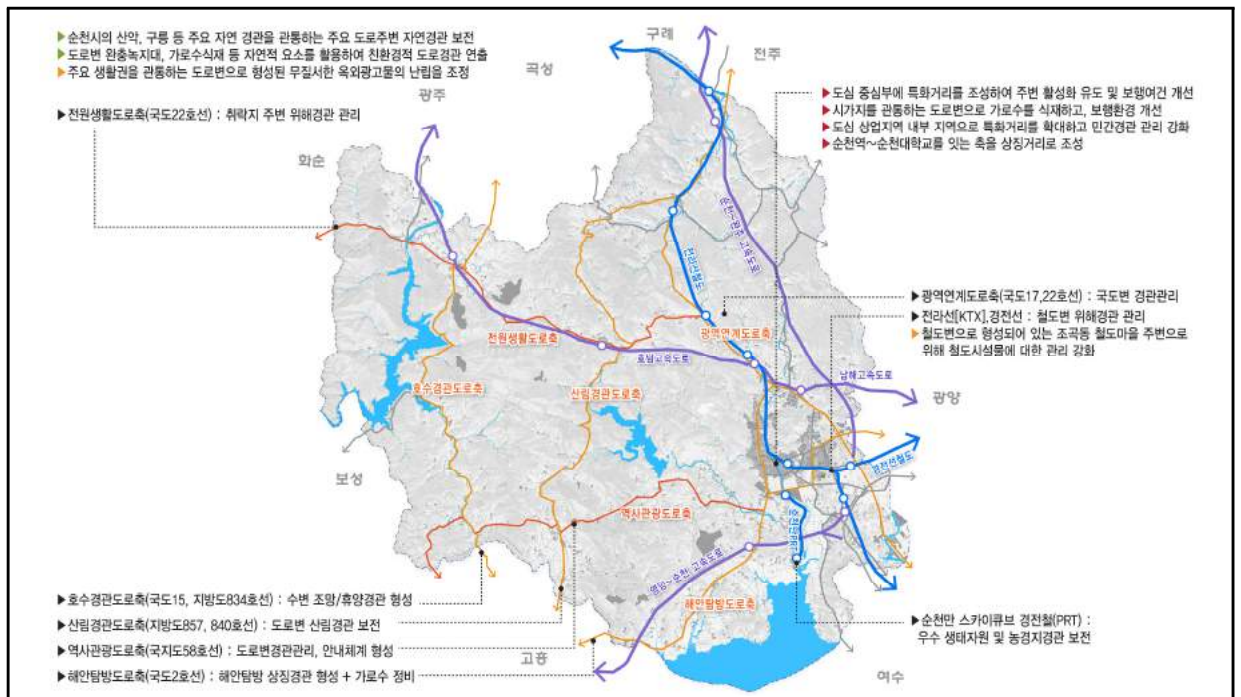 ▶순천시의 산악, 구릉 등 주요 자연 경관을 관통하는 주요 도로주변 자연경관 보전
▶도로변 완충녹지대, 가로수식재 등 자연적 요소를 활용하여 친환경적 도로경관 연출
▶주요 생활권을 관통하는 도로변으로 형성된 무질서한 옥외광고물의 난립을 조정
구례
전주
곡성
광주
▶전원생활도로축(국도22호선) : 취락지 주변 위해경관 관리
▶도심 중심부에 특화거리를 조성하여 주변 활성화 유도 및 보행여건 개선
▶시가지를 관통하는 도로변으로 가로수를 식재하고, 보행환경 개선
▶도심 상업지역 내부 지역으로 특화거리를 확대하고 민간경관 관리 강화
▶순천역~순천대학교를 잇는 축을 상징거리로 조성
화순
순천~완주 고속도로
전라선철도
▶광역연계도로축(국도17,22호선) : 국도변 경관관리
▶전라선[KTX],경전선 : 철도변 위해경관 관리
▶철도변으로 형성되어 있는 조곡동 철도마을 주변으로
위해 철도시설물에 대한 관리 강화
전원생활도로축
광역연계도로축
호남고속도로
남해고속도로
호수경관도로축
산림경관도로축
광양
보성
경전선철도
역사관광도로축
순천만PRT
영암~순천 고속도로
해안탐방도로축
▶호수경관도로축(국도15, 지방도834호선) : 수변 조망/휴양경관 형성
▶산림경관도로축(지방도857, 840호선) : 도로변 산림경관 보전
▶역사관광도로축(국지도58호선) : 도로변경관관리, 안내체계 형성
▶해안탐방도로축(국도2호선) : 해안탐방 상징경관 형성 + 가로수 정비
고흥
여수
▶순천만 스카이큐브 경전철(PRT) :
우수 생태자원 및 농경지경관 보전